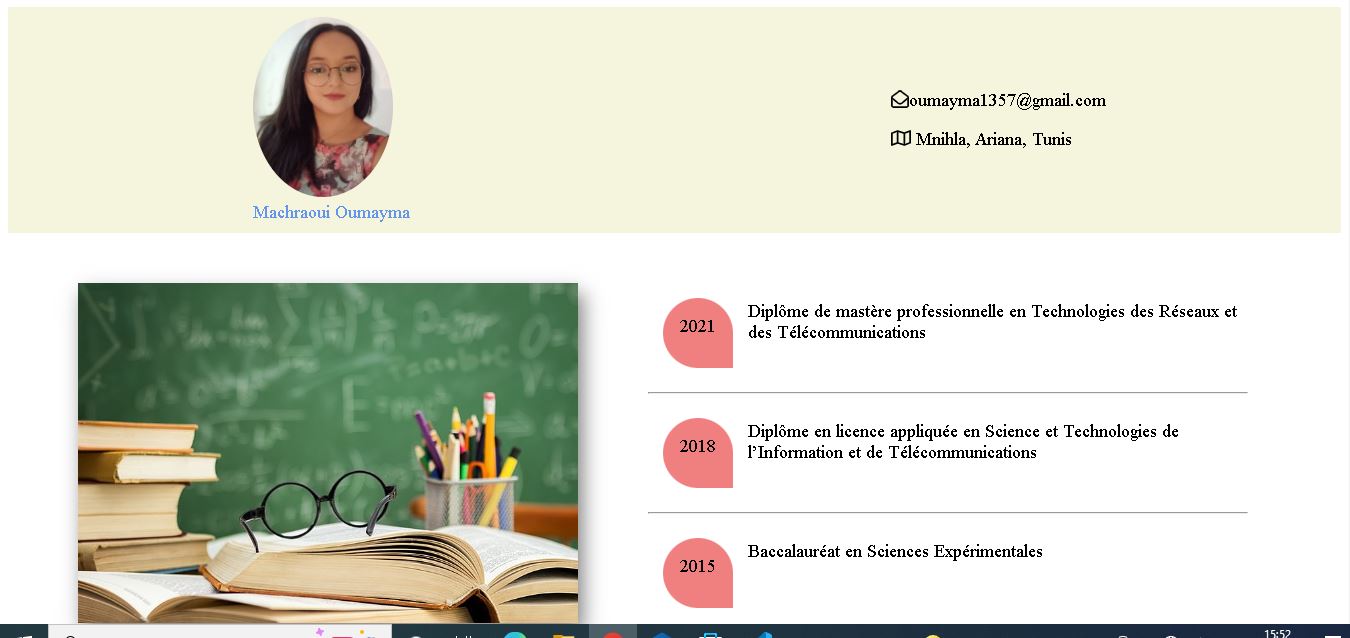 oumayma1357@gmail.com
Mnihla, Ariana, Tunis
Machraoui Oumayma
2021
Diplôme de mastère professionnelle en Technologies des Réseaux et
des Télécommunications
2018
Diplôme en licence appliquée en Science et Technologies de
l’Information et de Télécommunications
2015
Baccalauréat en Sciences Expérimentales
15:52